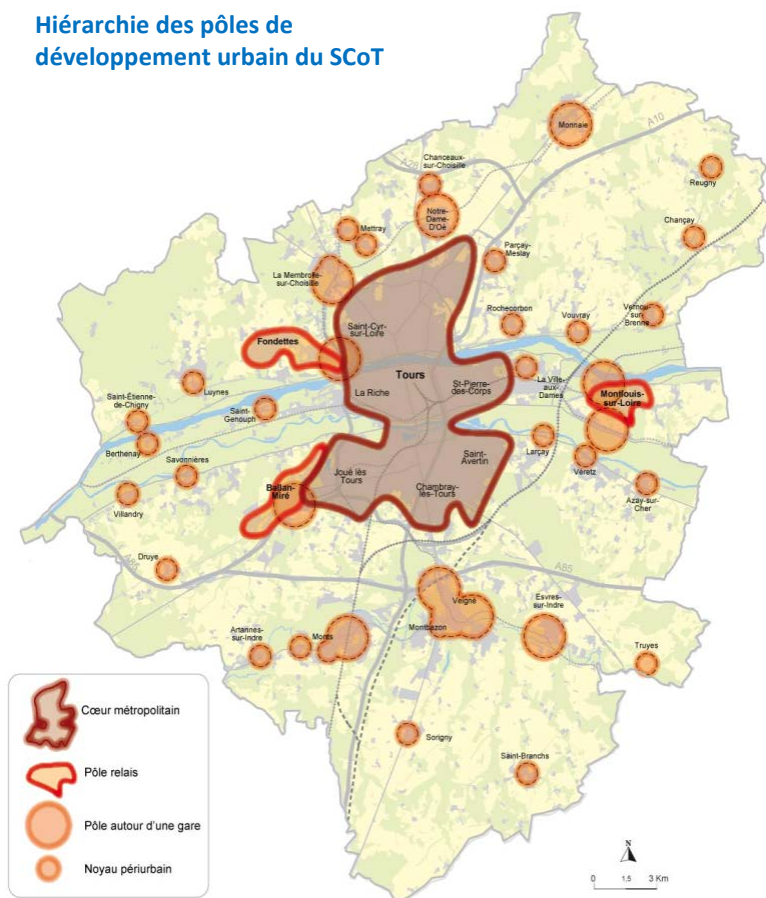 Hiérarchie des pôles de
développement urbain du SCoT
Monnaie
A10
A28
Chanceaux-
sur-Choisille
Reugny
Notre-
Dame-
D'Oé
Chançay
Mettray
Parçay-
Meslay
La Membrolle-
sur-Choisille
Rochecorbon
Vouvray
Vernou-
sur-
Brenne
Saint-Cyr-
sur-Loire
Fondettes
Tours
St-Pierre-
des-Corps
La Ville-
aux-
Dames
Montlouis-
sur-Loire
Luynes
La Riche
Saint-Étienne-
de-Chigny
Saint-
Genouph
Berthenay
Savonnières
Larçay
Véretz
Saint-
Avertin
Joué lès
Tours
Ballan-
Miré
Chambray-
lès-Tours
Azay-sur-
Cher
Villandry
Druye
A85
A85
Veigné
Esvres-
sur-Indre
Montbazon
Artannes-
sur-Indre
Monts
Truyes
Sorigny
Saint-Branchs
Cœur métropolitain
Pôle relais
Pôle autour d'une gare
Noyau périurbain
N
0 1,5 3 Km